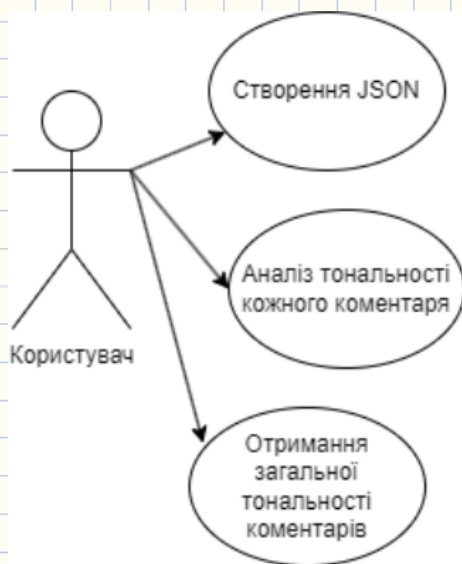 Створення JSON
Аналіз тональності
кожного коментаря
Користувач
Отримання
загальної
тональності
коментарів